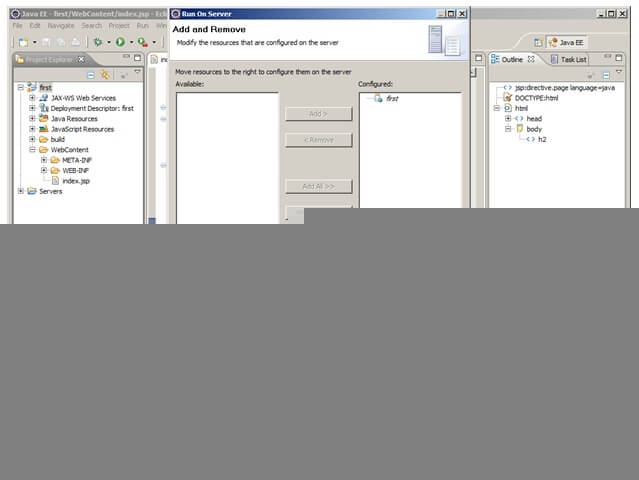 Java EE - first/WebContent/index.jsp - Ecl
Run On Server
File Edit Navigate Search Project Run
Add and Remove
Modify the resources that are configured on the server
Java EE
Project Explorer
Outline
Task List
Move resources to the right to configure them on the server
Available:
Configured:
first
JAX-WS Web Services
Deployment Descriptor: first
Java Resources
JavaScript Resources
build
WebContent
META-INF
WEB-INF
index.jsp
Servers
Add >
< Remove
Add All >>
first
jsp:directive.page language=java
DOCTYPE:html
html
head
body
h2